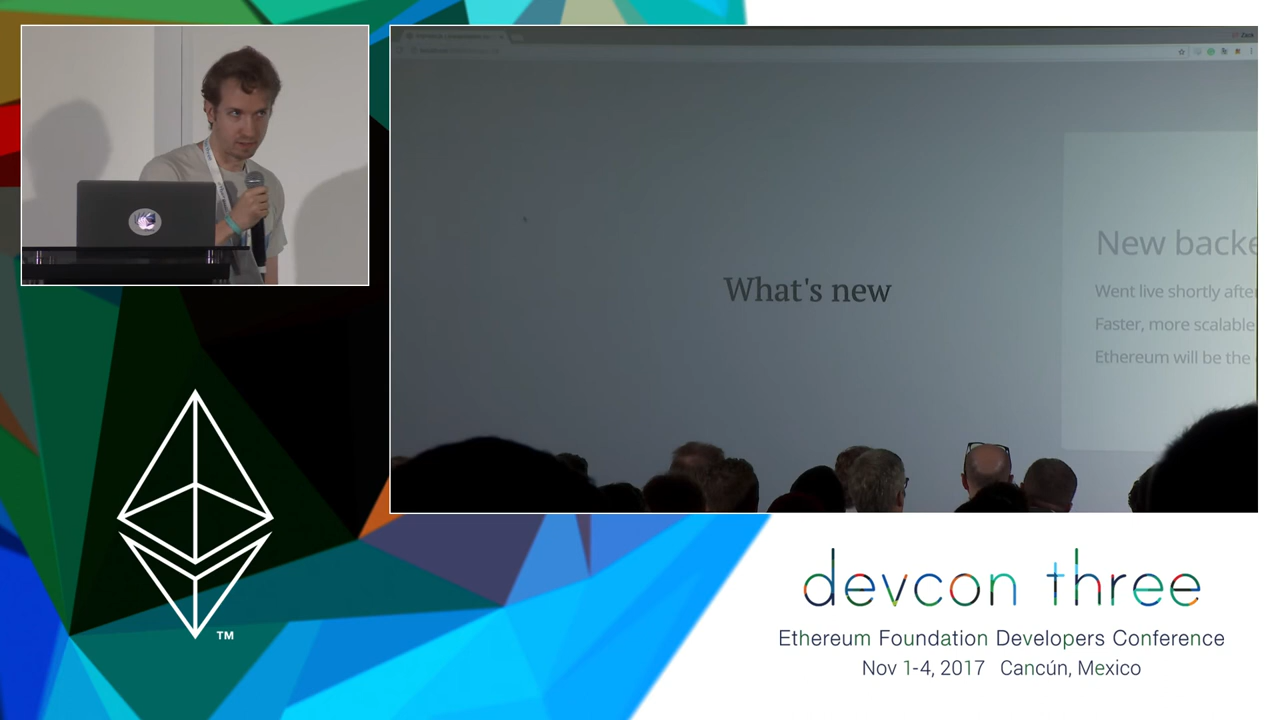 What's new
New backe
Went live shortly after
Faster, more scalable
Ethereum will be the
TM
devcon three
Ethereum Foundation Developers Conference
Nov 1-4, 2017 Cancún, Mexico